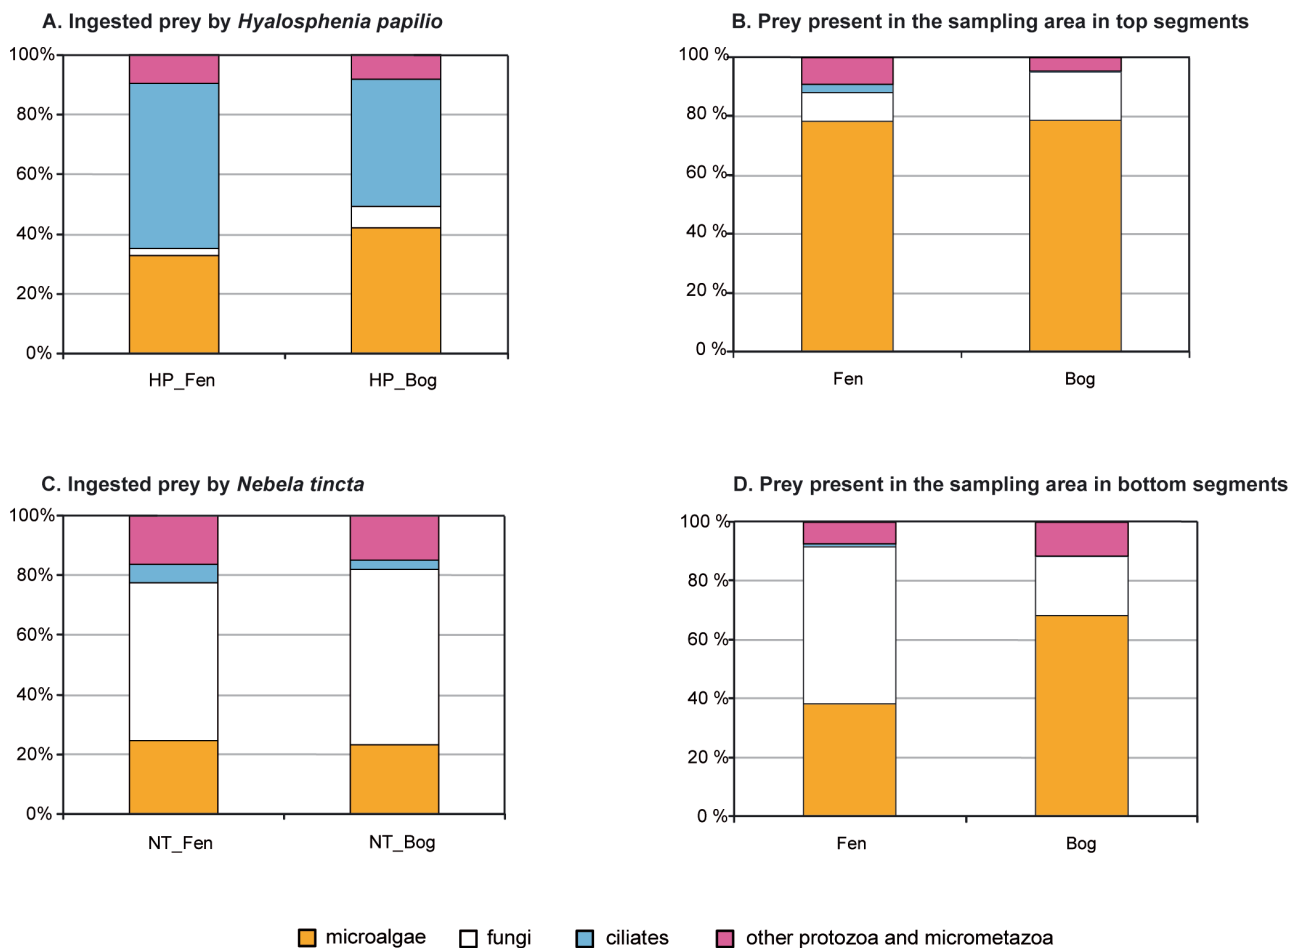 A. Ingested prey by Hyalosphenia papilio
100%
80%
60%
40%
20%
0%
HP_Fen HP_Bog
B. Prey present in the sampling area in top segments
100 %
80 %
60 %
40 %
20 %
0 %
Fen Bog
C. Ingested prey by Nebela tincta
100%
80%
60%
40%
20%
0%
NT_Fen NT_Bog
D. Prey present in the sampling area in bottom segments
100 %
80 %
60 %
40 %
20 %
0 %
Fen Bog
microalgae fungi ciliates other protozoa and micrometazoa